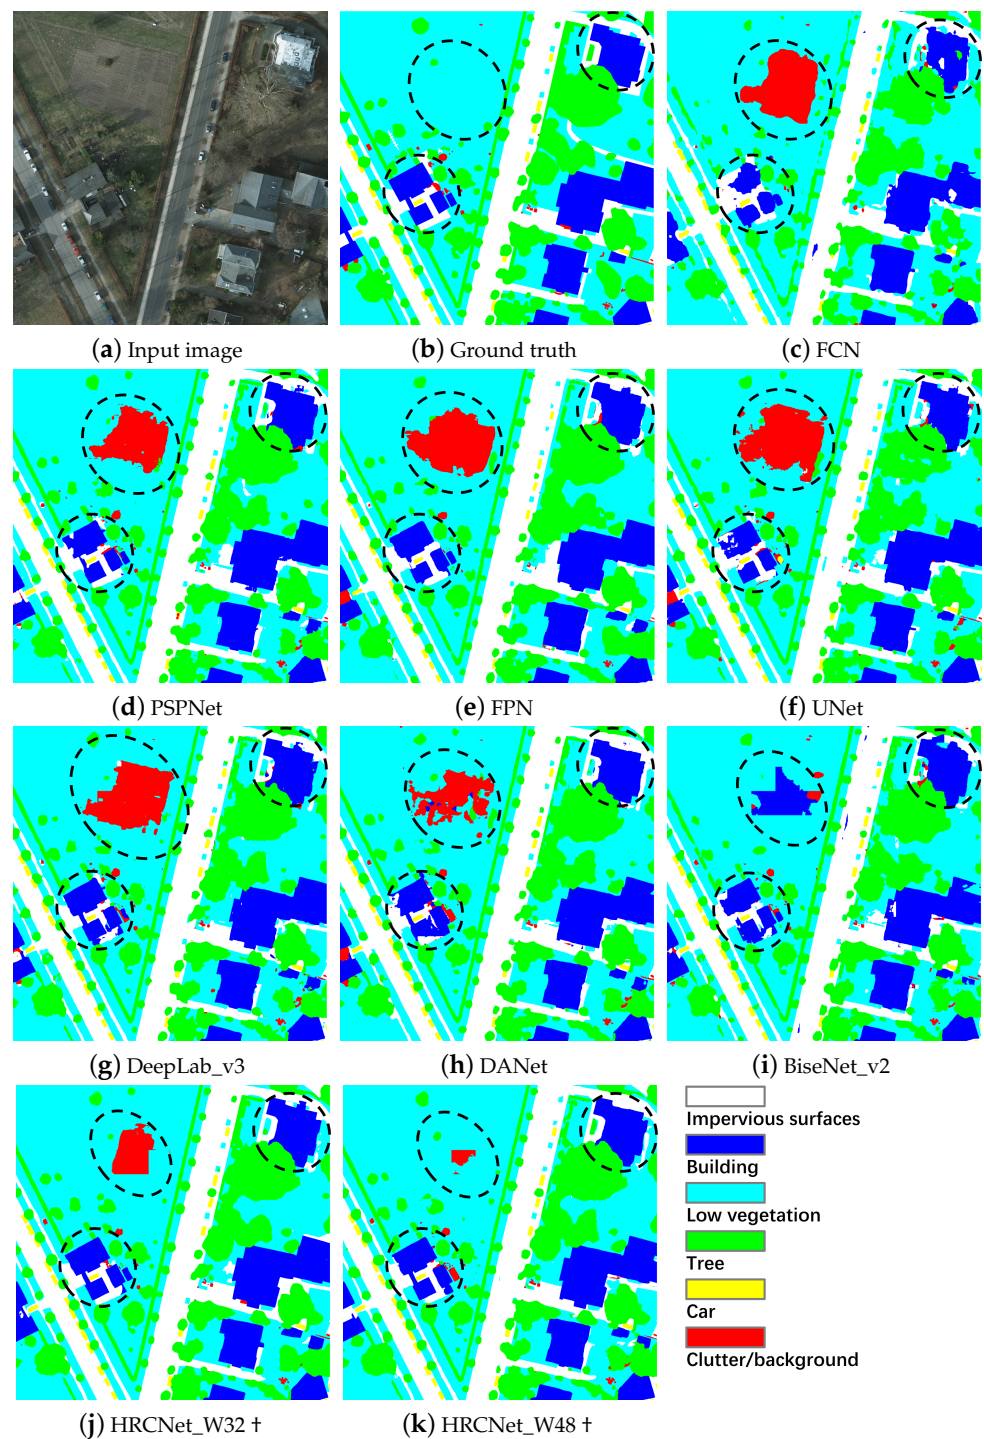 (a) Input image
(b) Ground truth
(c) FCN
(d) PSPNet
(e) FPN
(f) UNet
(g) DeepLab_v3
(h) DANet
(i) BiseNet_v2
Impervious surfaces
Building
Low vegetation
Tree
Car
Clutter/background
(j) HRCNet_W32 †
(k) HRCNet_W48 †